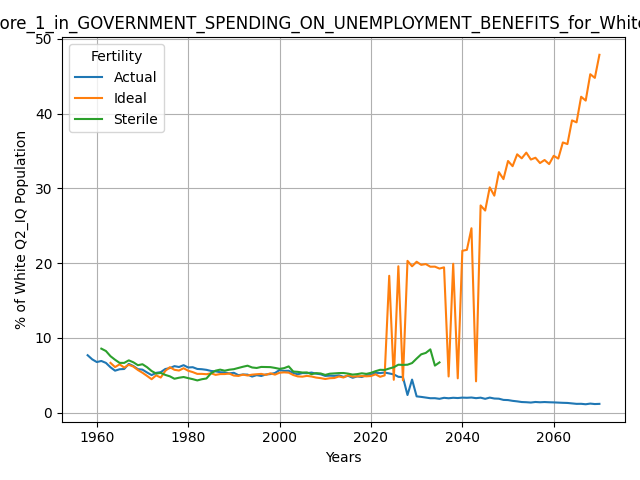 ore_1_in_GOVERNMENT_SPENDING_ON_UNEMPLOYMENT_BENEFITS_for_White
Fertility
Actual
Ideal
Sterile
% of White Q2_IQ Population
50
40
30
20
10
0
1960
1980
2000
2020
2040
2060
Years